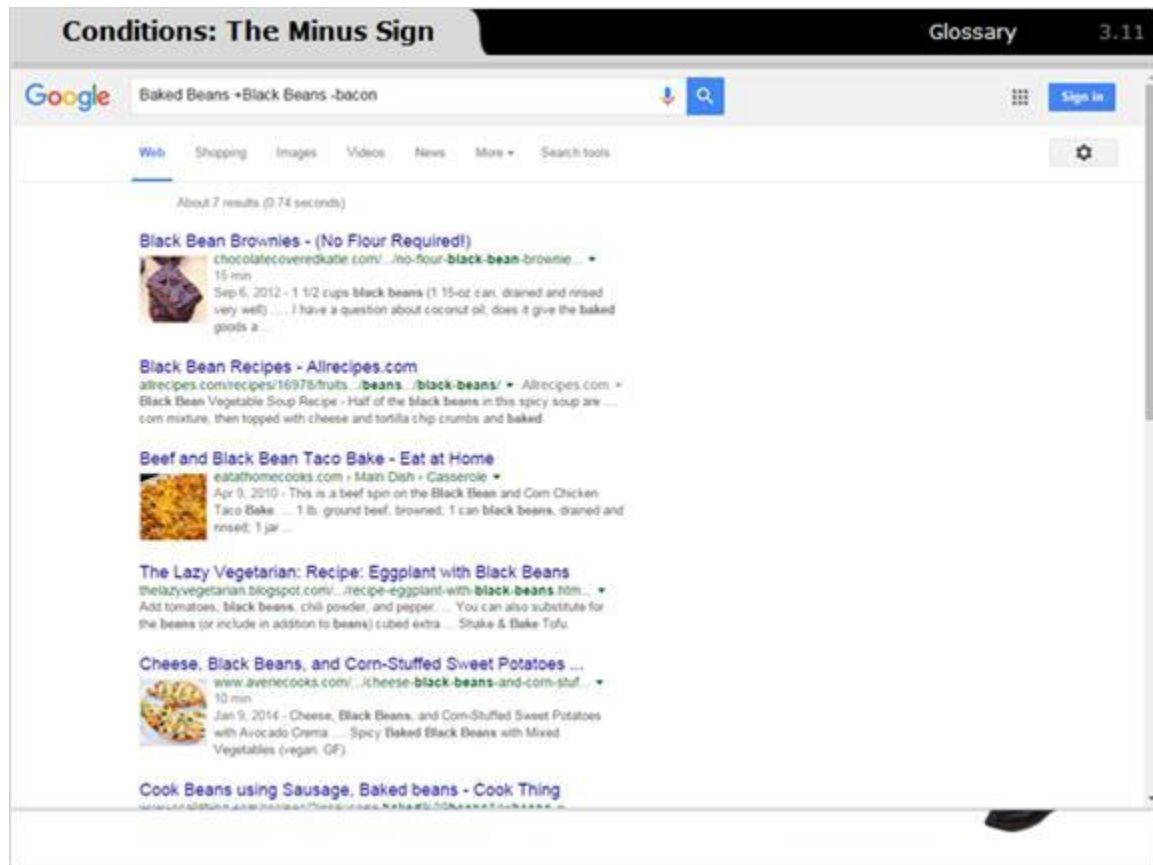 Conditions: The Minus Sign
Glossary 3.11
Google Baked Beans +Black Beans -bacon Sign in
Web Shopping Images Videos News More Search tools
About 7 results (0.74 seconds)
Black Bean Brownies - (No Flour Required!)
chocolatecoveredkatie.com/.../no-flour-black-bean-brownie...
15 min
Sep 6, 2012 - 1 1/2 cups black beans (1 15-oz can, drained and rinsed
very well) ..... I have a question about coconut oil, does it give the baked
goods a ...
Black Bean Recipes - Allrecipes.com
allrecipes.com/recipes/16978/fruits.../beans.../black-beans/ Allrecipes.com
Black Bean Vegetable Soup Recipe - Half of the black beans in this spicy soup are ....
corn mixture, then topped with cheese and tortilla chip crumbs and baked.
Beef and Black Bean Taco Bake - Eat at Home
eatathomecooks.com › Main Dish › Casserole
Apr 9, 2010 - This is a beef spin on the Black Bean and Corn Chicken
Taco Bake. ... 1 lb. ground beef, browned; 1 can black beans, drained and
rinsed; 1 jar ...
The Lazy Vegetarian: Recipe: Eggplant with Black Beans
thelazyvegetarian.blogspot.com/.../recipe-eggplant-with-black-beans.htm...
Add tomatoes, black beans, chili powder, and pepper. ... You can also substitute for
the beans (or include in addition to beans) cubed extra ... Shake & Bake Tofu.
Cheese, Black Beans, and Corn-Stuffed Sweet Potatoes ...
www.averiecooks.com/.../cheese-black-beans-and-corn-stuf...
10 min
Jan 9, 2014 - Cheese, Black Beans, and Corn-Stuffed Sweet Potatoes
with Avocado Crema .... Spicy Baked Black Beans with Mixed
Vegetables (vegan, GF)
Cook Beans using Sausage, Baked beans - Cook Thing